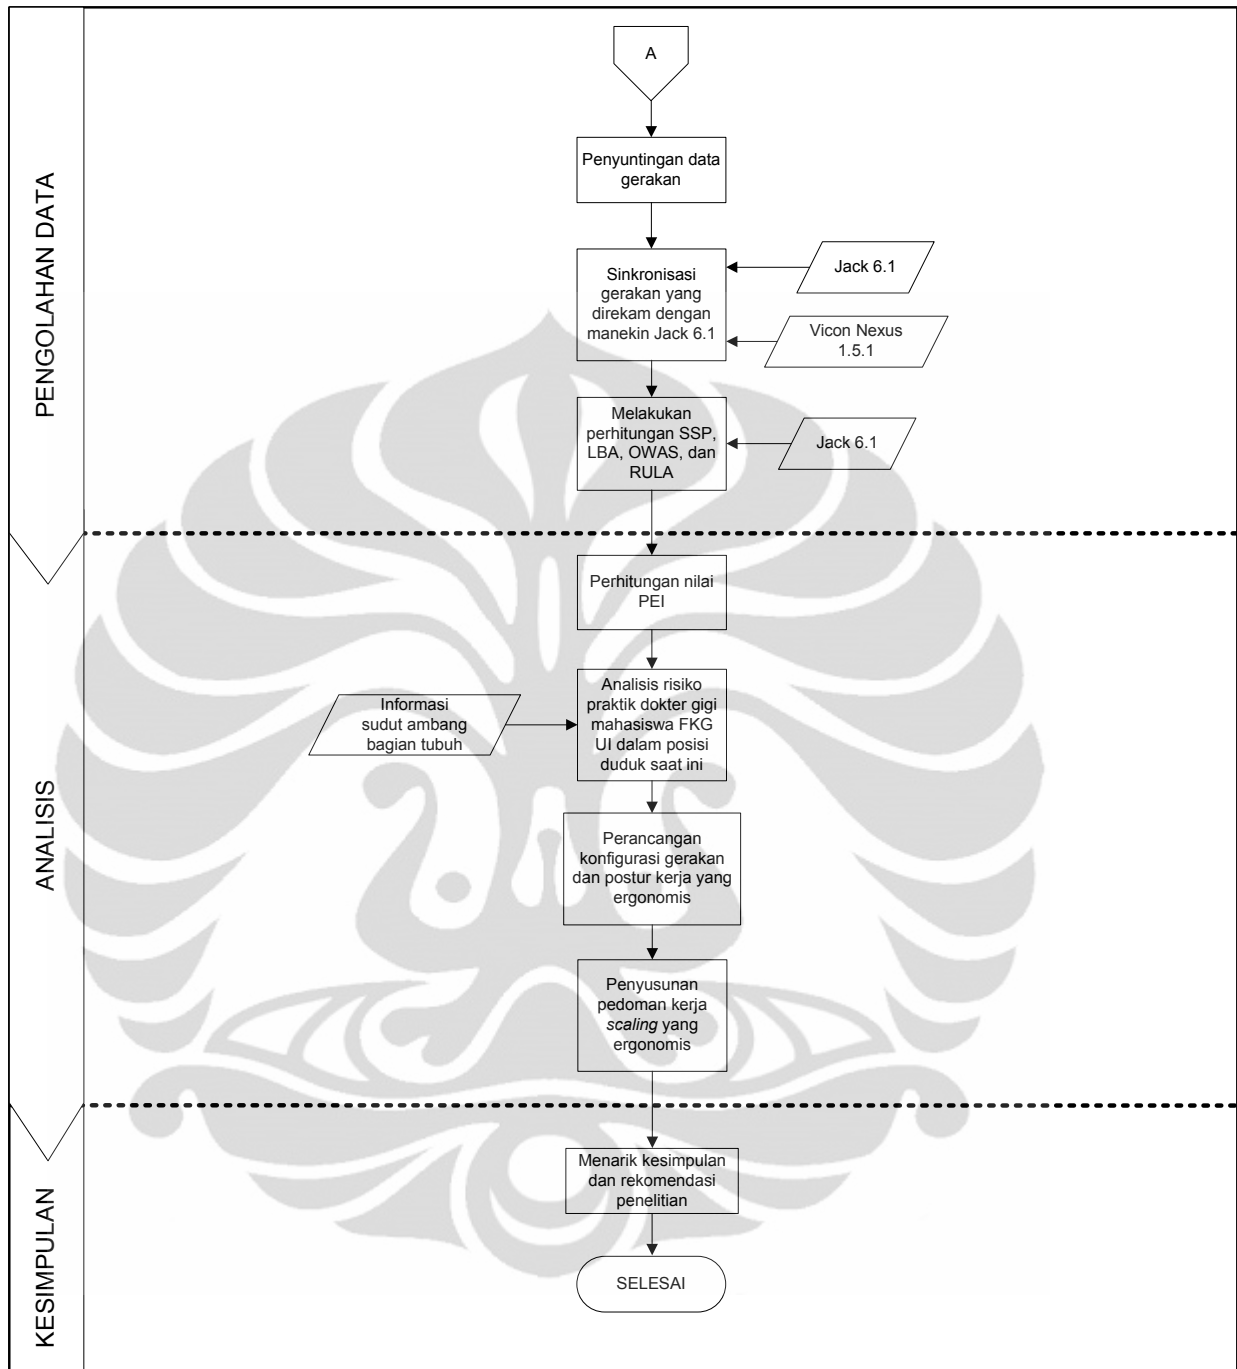 PENGOLAHAN DATA
A
Penyuntingan data
gerakan
Sinkronisasi
gerakan yang
direkam dengan
manekin Jack 6.1
Jack 6.1
Vicon Nexus
1.5.1
Melakukan
perhitungan SSP,
LBA, OWAS, dan
RULA
Jack 6.1
ANALISIS
Perhitungan nilai
PEI
Informasi
sudut ambang
bagian tubuh
Analisis risiko
praktik dokter gigi
mahasiswa FKG
UI dalam posisi
duduk saat ini
Perancangan
konfigurasi gerakan
dan postur kerja yang
ergonomis
Penyusunan
pedoman kerja
scaling yang
ergonomis
KESIMPULAN
Menarik kesimpulan
dan rekomendasi
penelitian
SELESAI